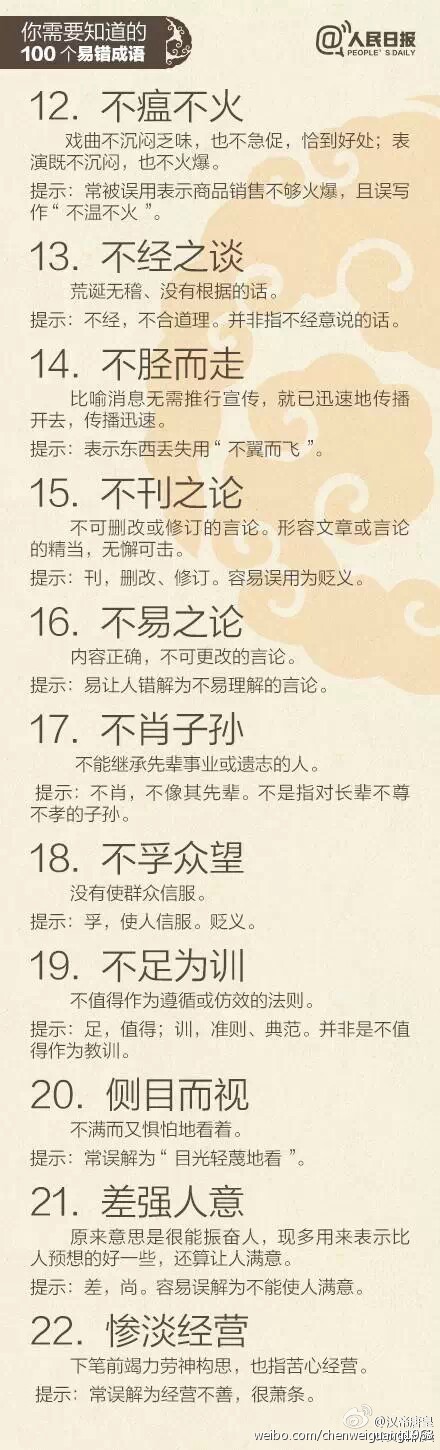 你需要知道的
100个易错成语
@人民日报
PEOPLE'S DAILY
12. 不瘟不火
戏曲不沉闷乏味，也不急促，恰到好处；表
演既不沉闷，也不火爆。
提示：常被误用表示商品销售不够火爆，且误写
作“不温不火”。
13. 不经之谈
荒诞无稽、没有根据的话。
提示：不经，不合道理。并非指不经意说的话。
14. 不胫而走
比喻消息无需推行宣传，就已迅速地传播
开去，传播迅速。
提示：表示东西丢失用“不翼而飞”。
15. 不刊之论
不可删改或修订的言论。形容文章或言论
的精当，无懈可击。
提示：刊，删改、修订。容易误用为贬义。
16. 不易之论
内容正确，不可更改的言论。
提示：易让人错解为不易理解的言论。
17. 不肖子孙
不能继承先辈事业或遗志的人。
提示：不肖，不像其先辈。不是指对长辈不尊
不孝的子孙。
18. 不孚众望
没有使群众信服。
提示：孚，使人信服。贬义。
19. 不足为训
不值得作为遵循或仿效的法则。
提示：足，值得；训，准则、典范。并非是不值
得作为教训。
20. 侧目而视
不满而又惧怕地看着。
提示：常误解为“目光轻蔑地看”。
21. 差强人意
原来意思是很能振奋人，现多用来表示比
人预想的好一些，还算让人满意。
提示：差，尚。容易误解为不能使人满意。
22. 惨淡经营
下笔前竭力劳神构思，也指苦心经营。
提示：常误解为经营不善，很萧条。
weibo.com/chenweiguang1963